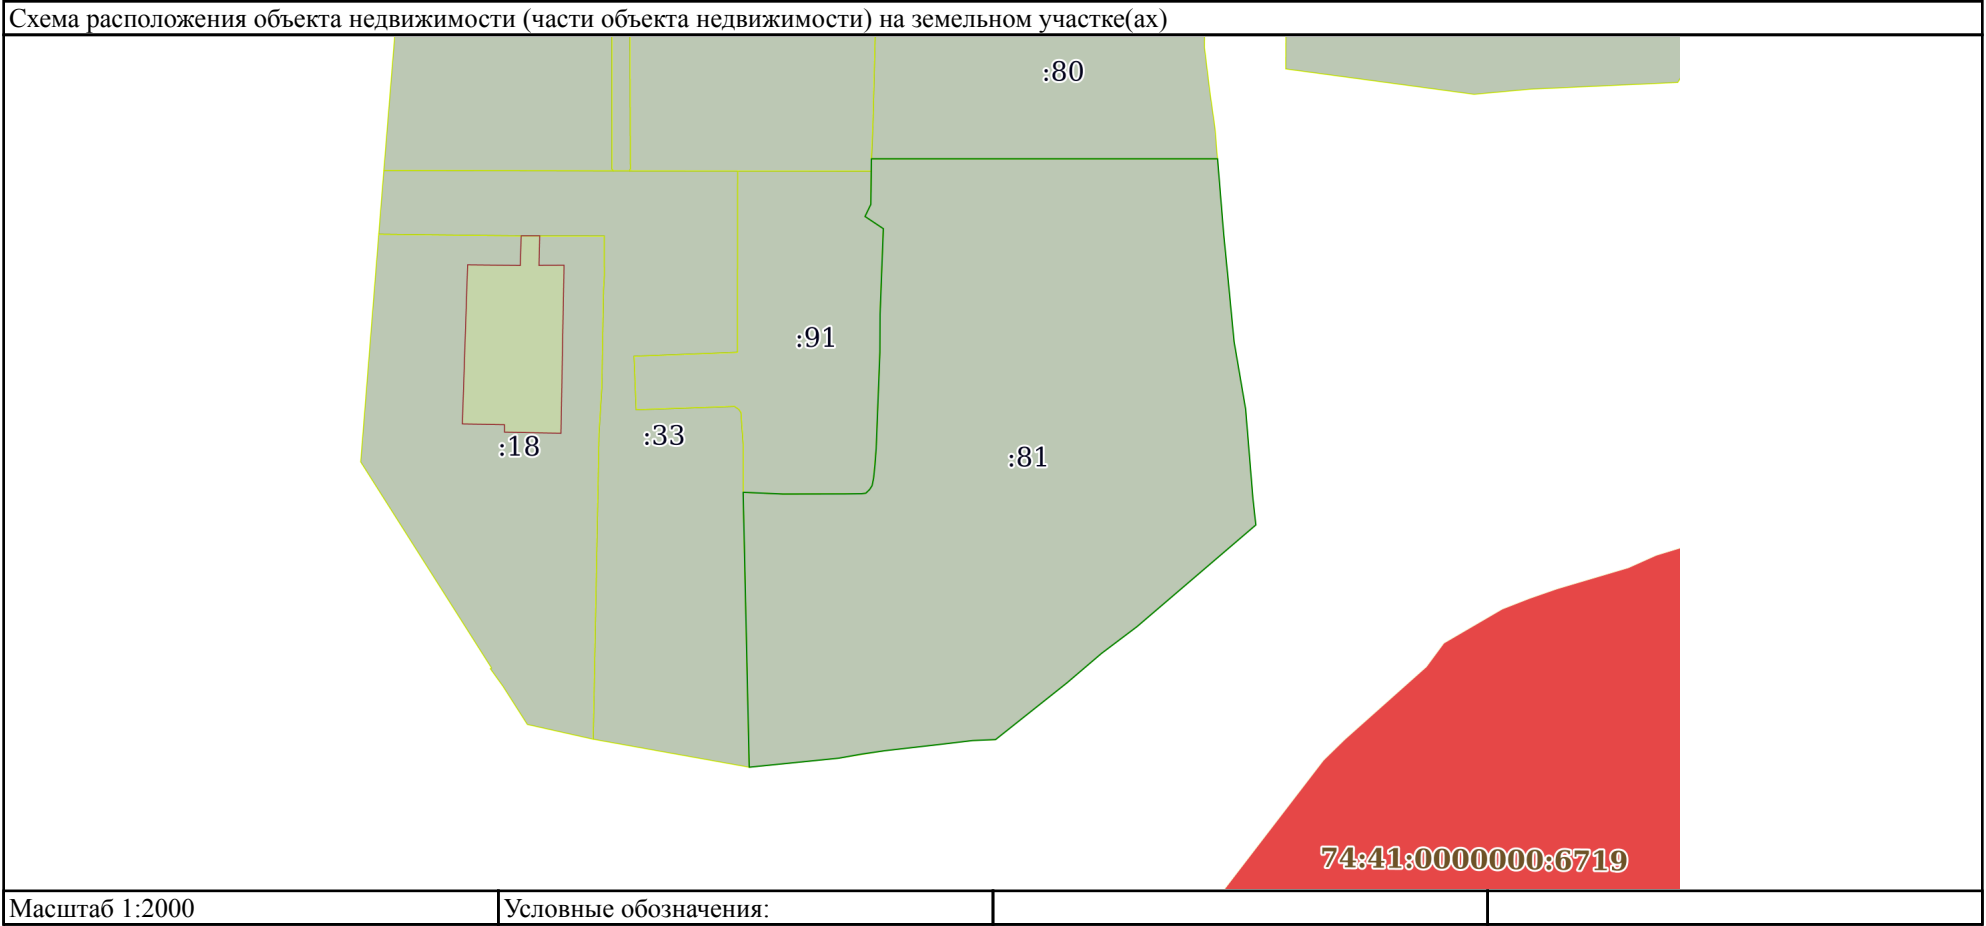 Схема расположения объекта недвижимости (части объекта недвижимости) на земельном участке(ах)
:80
:91
:33
:18
:81
74:41:0000000:6719
Масштаб 1:2000
Условные обозначения: